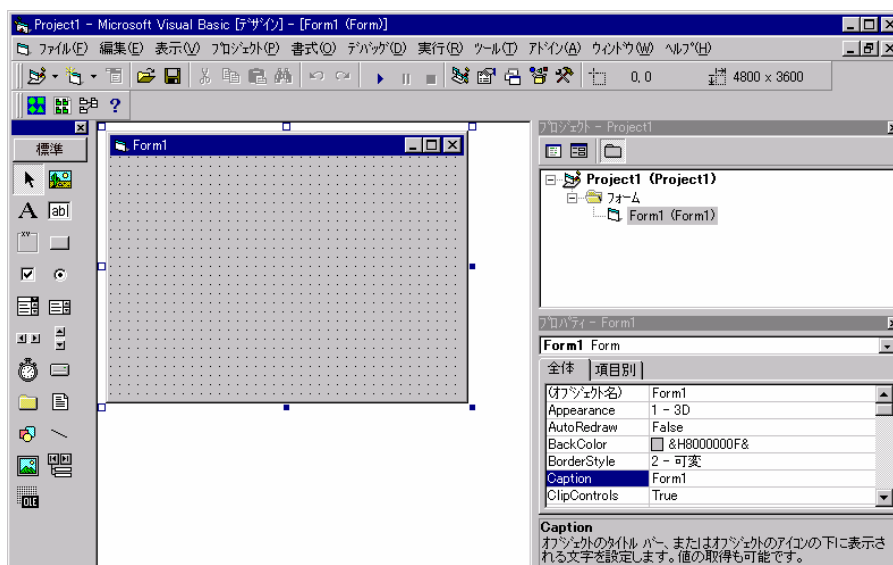 Project1 - Microsoft Visual Basic [ﾃﾞｻﾞｲﾝ] - [Form1 (Form)]
ﾌｧｲﾙ(F) 編集(E) 表示(V) ﾌﾟﾛｼﾞｪｸﾄ(P) 書式(O) ﾃﾞﾊﾞｯｸﾞ(D) 実行(R) ﾂｰﾙ(T) ｱﾄﾞｲﾝ(A) ｳｨﾝﾄﾞｳ(W) ﾍﾙﾌﾟ(H)
0, 0 4800 x 3600
標準
A ab
xv
OLE
Form1
ﾌﾟﾛｼﾞｪｸﾄ - Project1
Project1 (Project1)
ﾌｫｰﾑ
Form1 (Form1)
ﾌﾟﾛﾊﾟﾃｨ - Form1
Form1 Form
全体 項目別
(ｵﾌﾞｼﾞｪｸﾄ名) Form1
Appearance 1 - 3D
AutoRedraw False
BackColor &H8000000F&
BorderStyle 2 - 可変
Caption Form1
ClipControls True
Caption
ｵﾌﾞｼﾞｪｸﾄのﾀｲﾄﾙ ﾊﾞｰ、またはｵﾌﾞｼﾞｪｸﾄのｱｲｺﾝの下に表示さ
れる文字を設定します。値の取得も可能です。